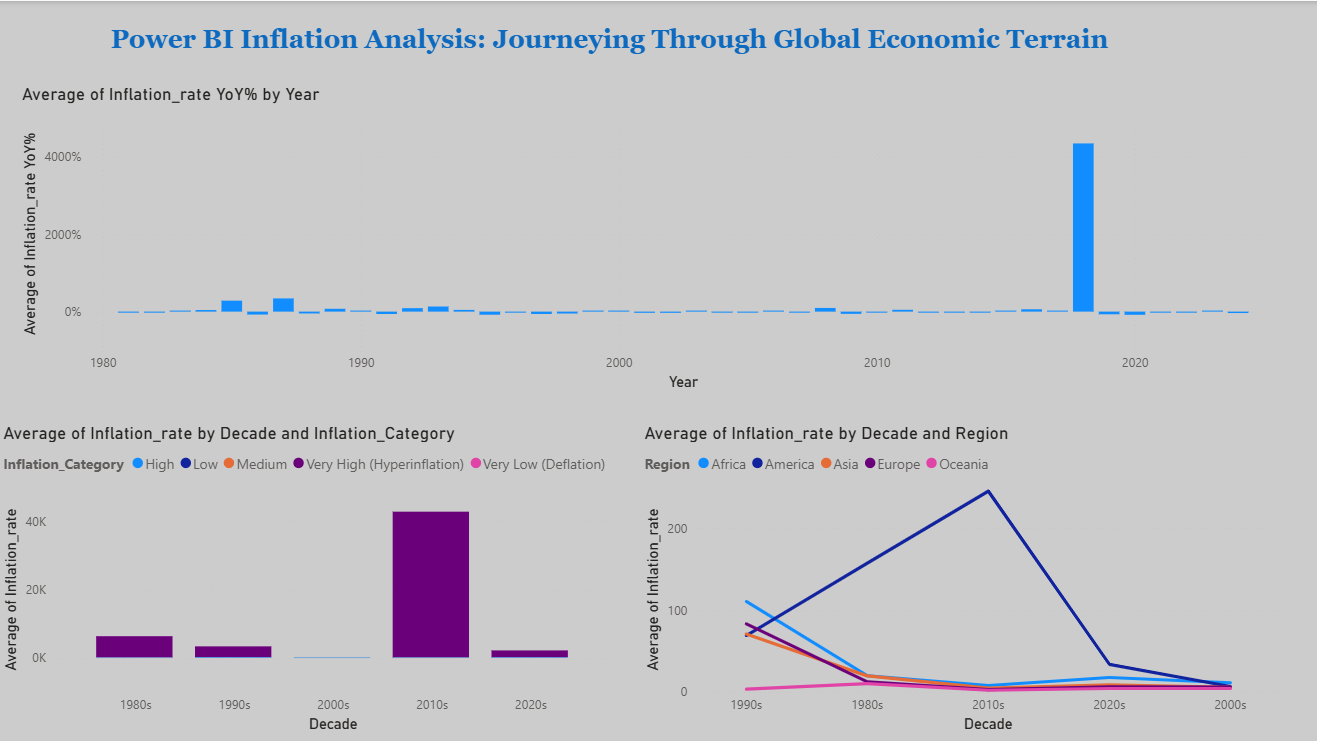 Power BI Inflation Analysis: Journeying Through Global Economic Terrain
Average of Inflation_rate YoY% by Year
Average of Inflation_rate YoY%
4000%
2000%
0%
1980 1990 2000 2010 2020
Year
Average of Inflation_rate by Decade and Inflation_Category
Inflation_Category High Low Medium Very High (Hyperinflation) Very Low (Deflation)
Average of Inflation_rate
40K
20K
0K
1980s 1990s 2000s 2010s 2020s
Decade
Average of Inflation_rate by Decade and Region
Region Africa America Asia Europe Oceania
Average of Inflation_rate
200
100
0
1990s 1980s 2010s 2020s 2000s
Decade